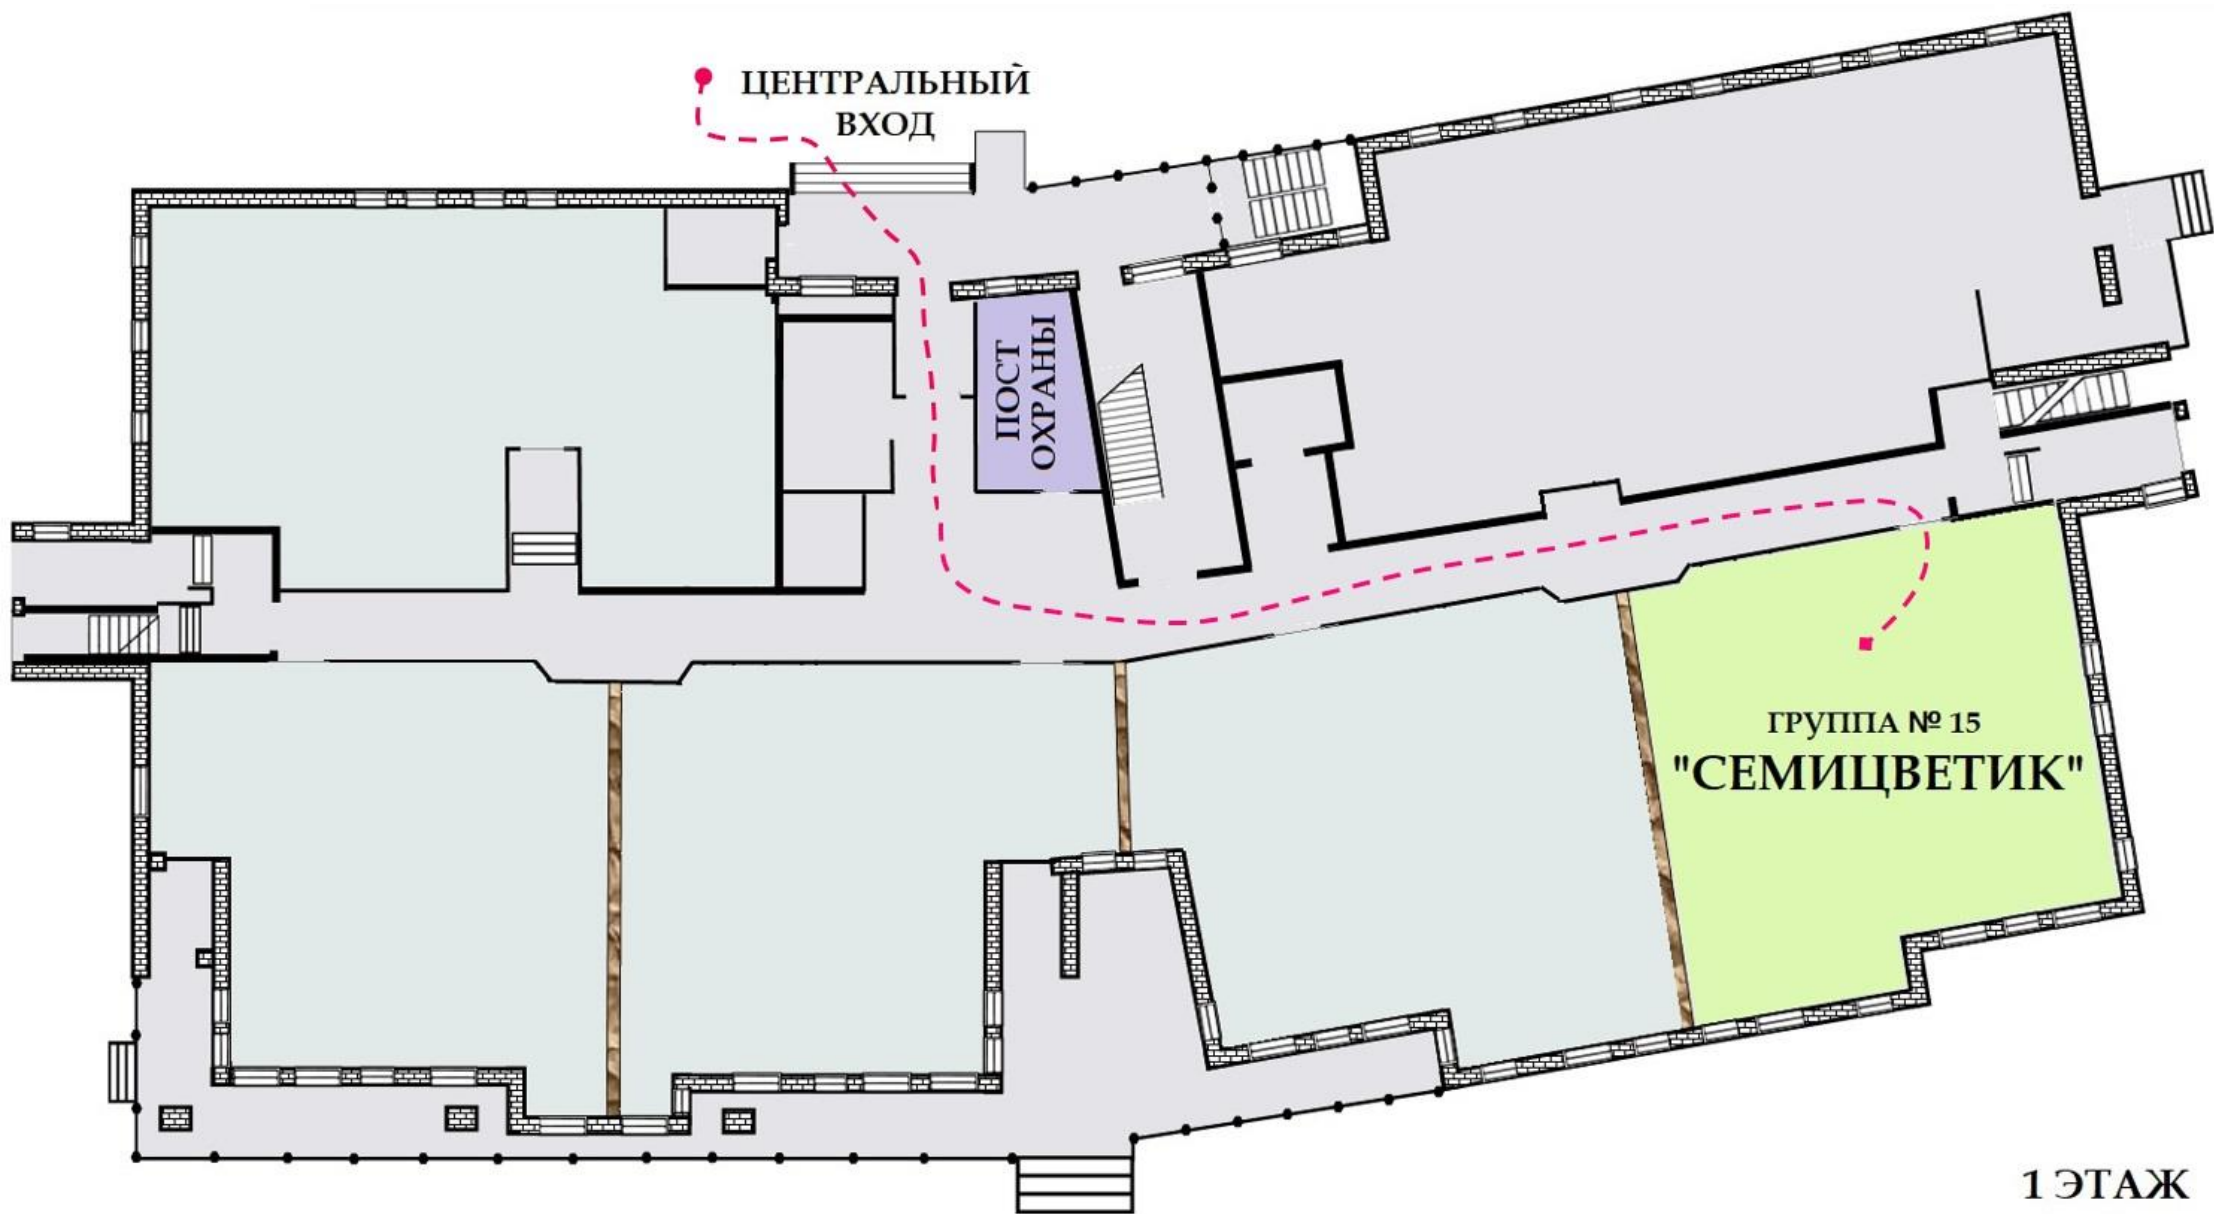 ЦЕНТРАЛЬНЫЙ
ВХОД
ПОСТ
ОХРАНЫ
ГРУППА № 15
"СЕМИЦВЕТИК"
1 ЭТАЖ